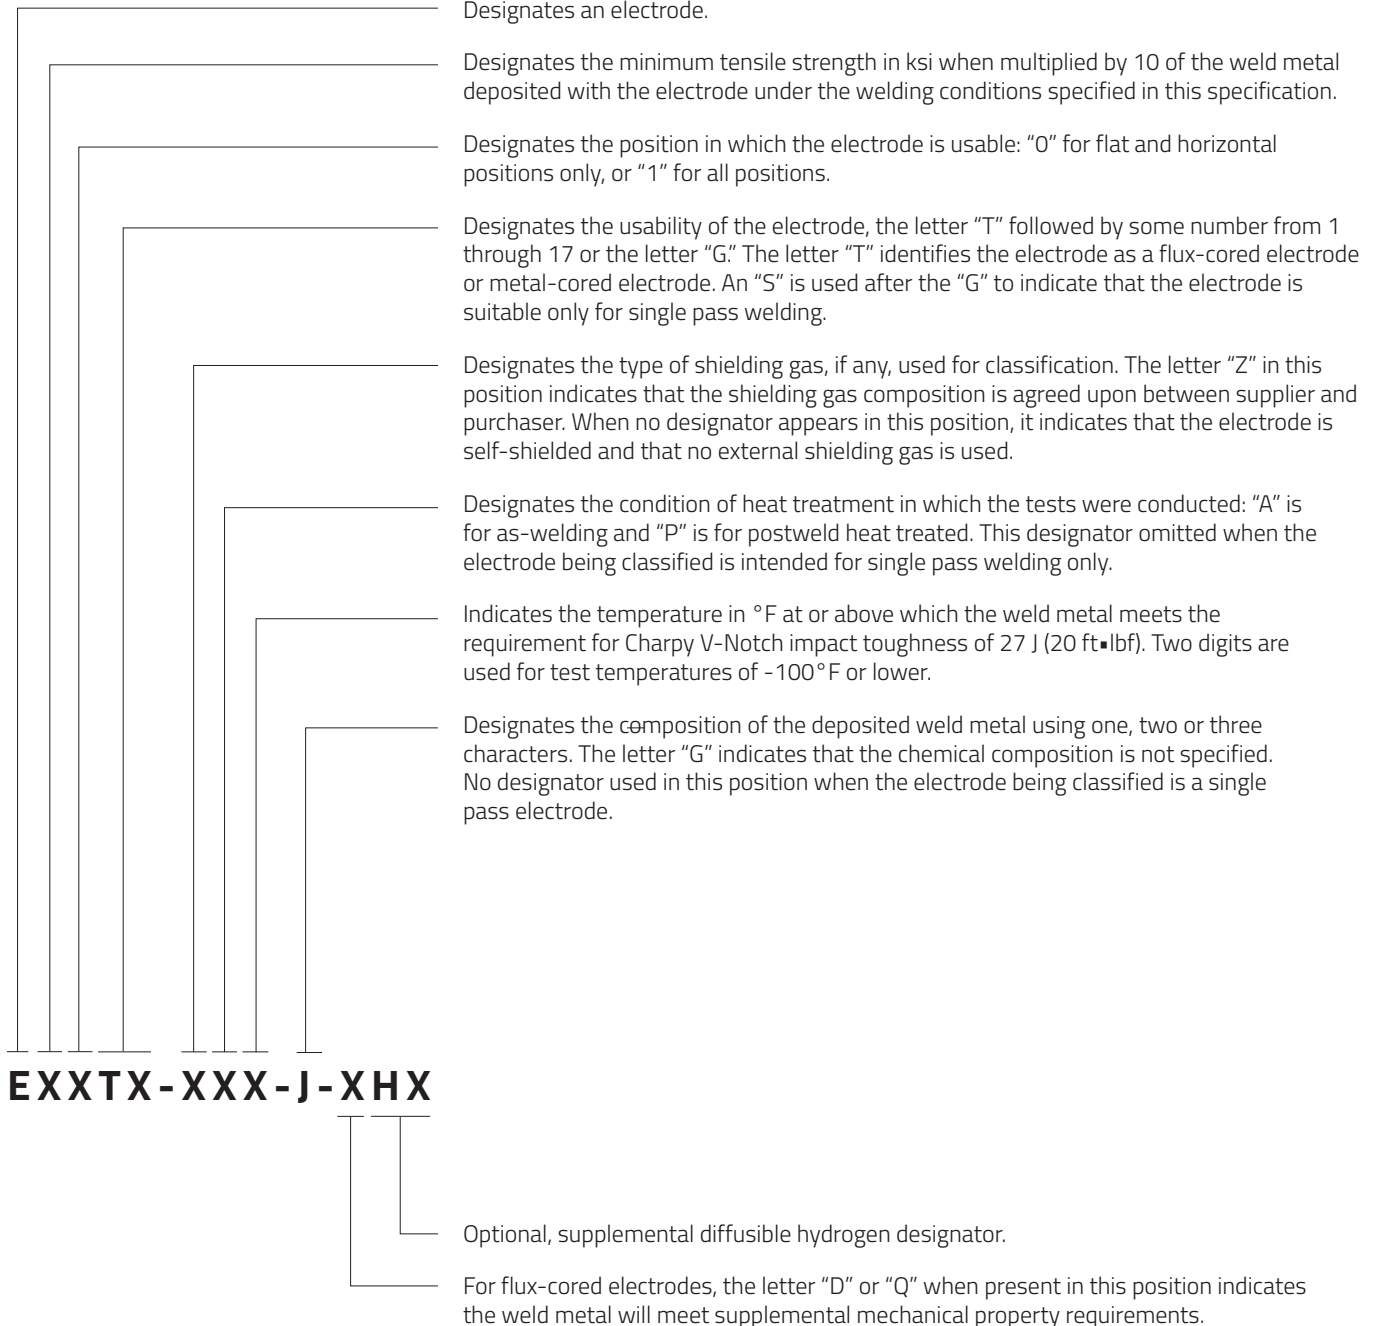 Designates an electrode.
Designates the minimum tensile strength in ksi when multiplied by 10 of the weld metal
deposited with the electrode under the welding conditions specified in this specification.
Designates the position in which the electrode is usable: “0” for flat and horizontal
positions only, or “1” for all positions.
Designates the usability of the electrode, the letter “T” followed by some number from 1
through 17 or the letter “G.” The letter “T” identifies the electrode as a flux-cored electrode
or metal-cored electrode. An “S” is used after the “G” to indicate that the electrode is
suitable only for single pass welding.
Designates the type of shielding gas, if any, used for classification. The letter “Z” in this
position indicates that the shielding gas composition is agreed upon between supplier and
purchaser. When no designator appears in this position, it indicates that the electrode is
self-shielded and that no external shielding gas is used.
Designates the condition of heat treatment in which the tests were conducted: “A” is
for as-welding and “P” is for postweld heat treated. This designator omitted when the
electrode being classified is intended for single pass welding only.
Indicates the temperature in °F at or above which the weld metal meets the
requirement for Charpy V-Notch impact toughness of 27 J (20 ft▪lbf). Two digits are
used for test temperatures of -100°F or lower.
Designates the composition of the deposited weld metal using one, two or three
characters. The letter “G” indicates that the chemical composition is not specified.
No designator used in this position when the electrode being classified is a single
pass electrode.
EXXTX-XXX-J-XHX
Optional, supplemental diffusible hydrogen designator.
For flux-cored electrodes, the letter “D” or “Q” when present in this position indicates
the weld metal will meet supplemental mechanical property requirements.